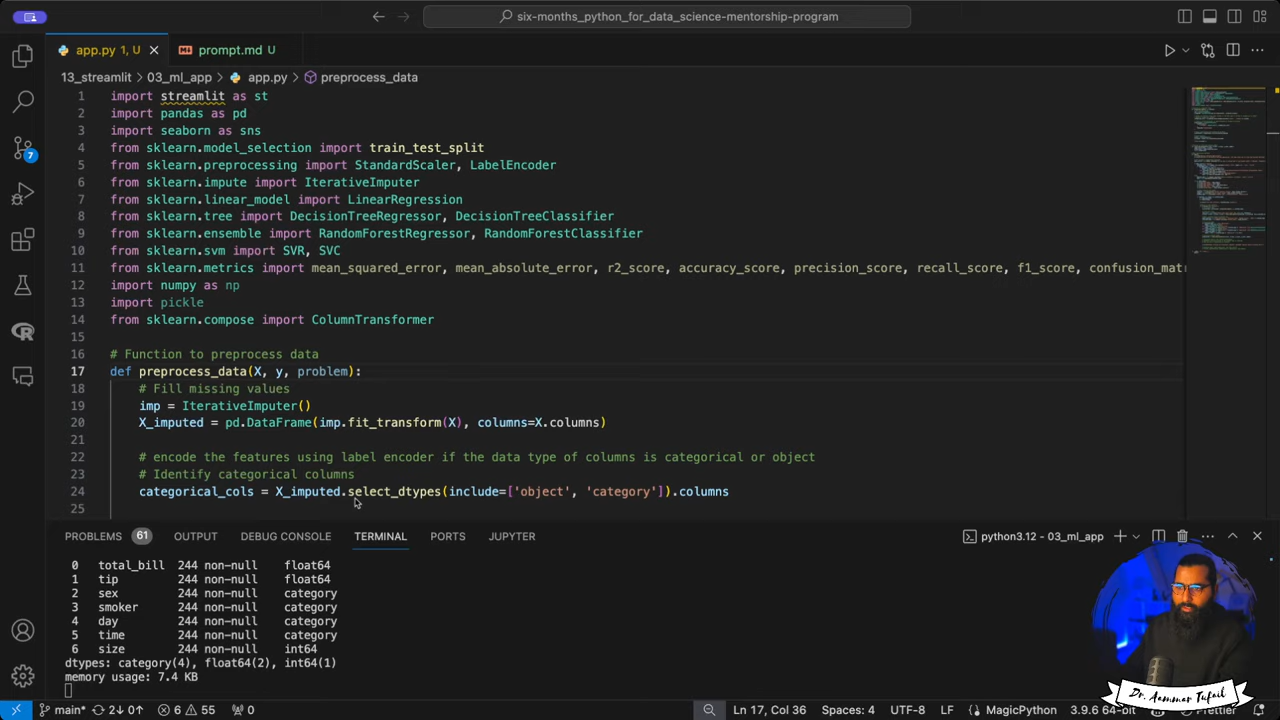 six-months_python_for_data_science-mentorship-program
app.py 1, U
prompt.md U
13_streamlit > 03_ml_app > app.py > preprocess_data
1 import streamlit as st
2 import pandas as pd
3 import seaborn as sns
4 from sklearn.model_selection import train_test_split
5 from sklearn.preprocessing import StandardScaler, LabelEncoder
6 from sklearn.impute import IterativeImputer
7 from sklearn.linear_model import LinearRegression
8 from sklearn.tree import DecisionTreeRegressor, DecisionTreeClassifier
9 from sklearn.ensemble import RandomForestRegressor, RandomForestClassifier
10 from sklearn.svm import SVR, SVC
11 from sklearn.metrics import mean_squared_error, mean_absolute_error, r2_score, accuracy_score, precision_score, recall_score, f1_score, confusion_mat
12 import numpy as np
13 import pickle
14 from sklearn.compose import ColumnTransformer
15
16 # Function to preprocess data
17 def preprocess_data(X, y, problem):
18 # Fill missing values
19 imp = IterativeImputer()
20 X_imputed = pd.DataFrame(imp.fit_transform(X), columns=X.columns)
21
22 # encode the features using label encoder if the data type of columns is categorical or object
23 # Identify categorical columns
24 categorical_cols = X_imputed.select_dtypes(include=['object', 'category']).columns
25
7
PROBLEMS 61 OUTPUT DEBUG CONSOLE TERMINAL PORTS JUPYTER
python3.12 - 03_ml_app
0 total_bill 244 non-null float64
1 tip 244 non-null float64
2 sex 244 non-null category
3 smoker 244 non-null category
4 day 244 non-null category
5 time 244 non-null category
6 size 244 non-null int64
dtypes: category(4), float64(2), int64(1)
memory usage: 7.4 KB
Dr. Aammar Tufail
main* 2↓ 0↑ 6 55 0
Ln 17, Col 36 Spaces: 4 UTF-8 LF MagicPython 3.9.6 64-bit Prettier